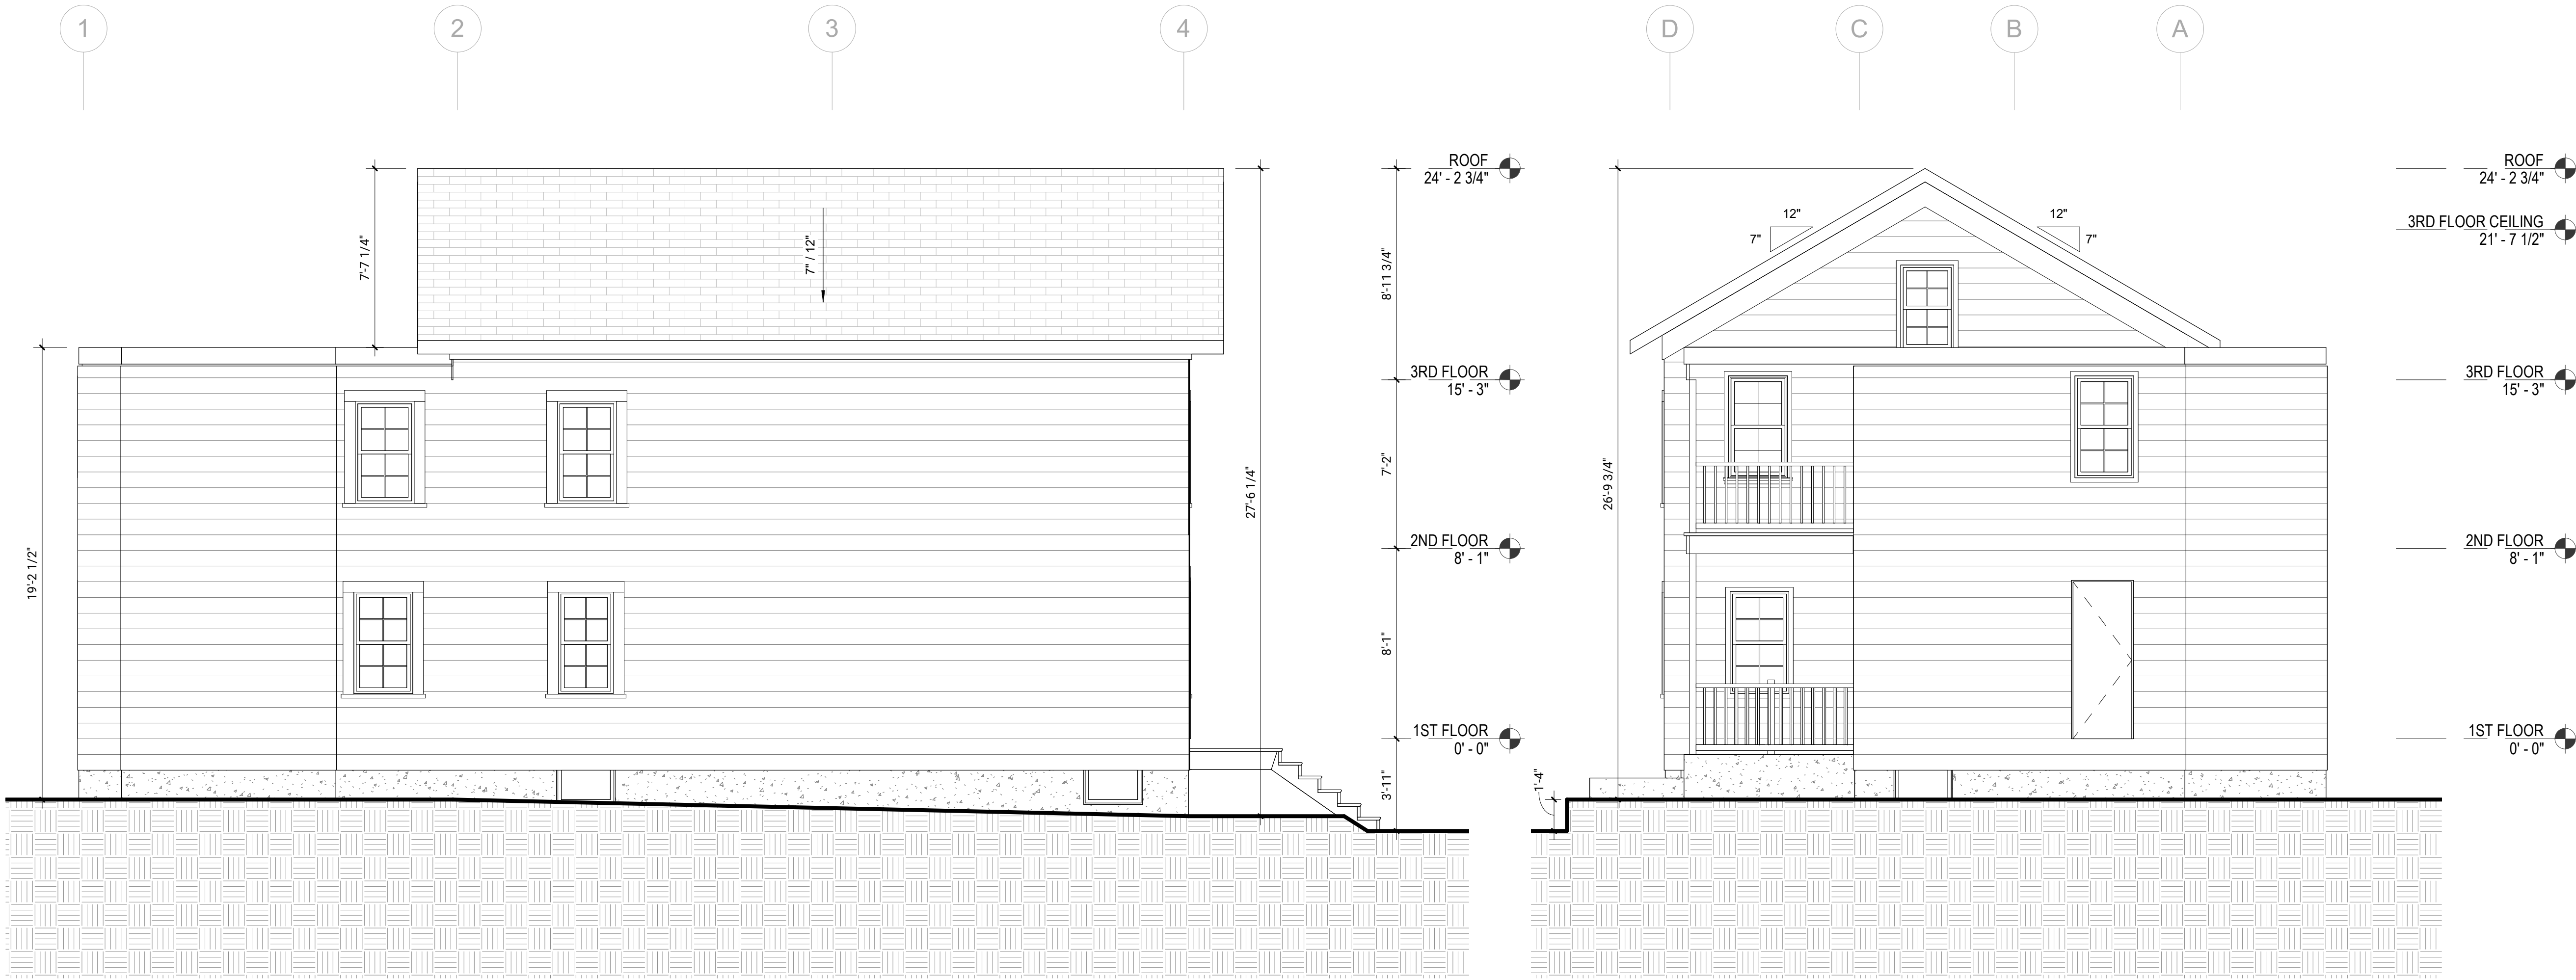 1
2
3
4
D
C
B
A
ROOF
24' - 2 3/4"
7'-7 1/4"
7" / 12"
8'-11 3/4"
3RD FLOOR
15' - 3"
7'-2"
27'-6 1/4"
19'-2 1/2"
2ND FLOOR
8' - 1"
8'-1"
1ST FLOOR
0' - 0"
3'-11"
ROOF
24' - 2 3/4"
12"
7"
12"
7"
3RD FLOOR CEILING
21' - 7 1/2"
3RD FLOOR
15' - 3"
26'-9 3/4"
2ND FLOOR
8' - 1"
1ST FLOOR
0' - 0"
1'-4"